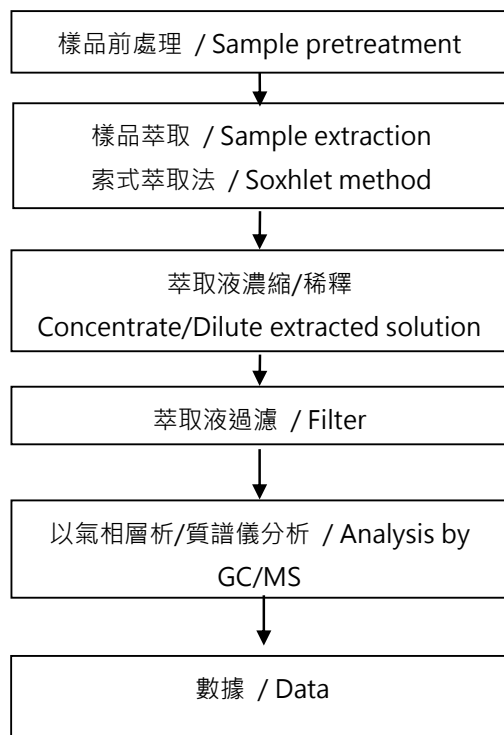 樣品前處理 / Sample pretreatment
樣品萃取 / Sample extraction
索式萃取法 / Soxhlet method
萃取液濃縮/稀釋
Concentrate/Dilute extracted solution
萃取液過濾 / Filter
以氣相層析/質譜儀分析 / Analysis by
GC/MS
數據 / Data